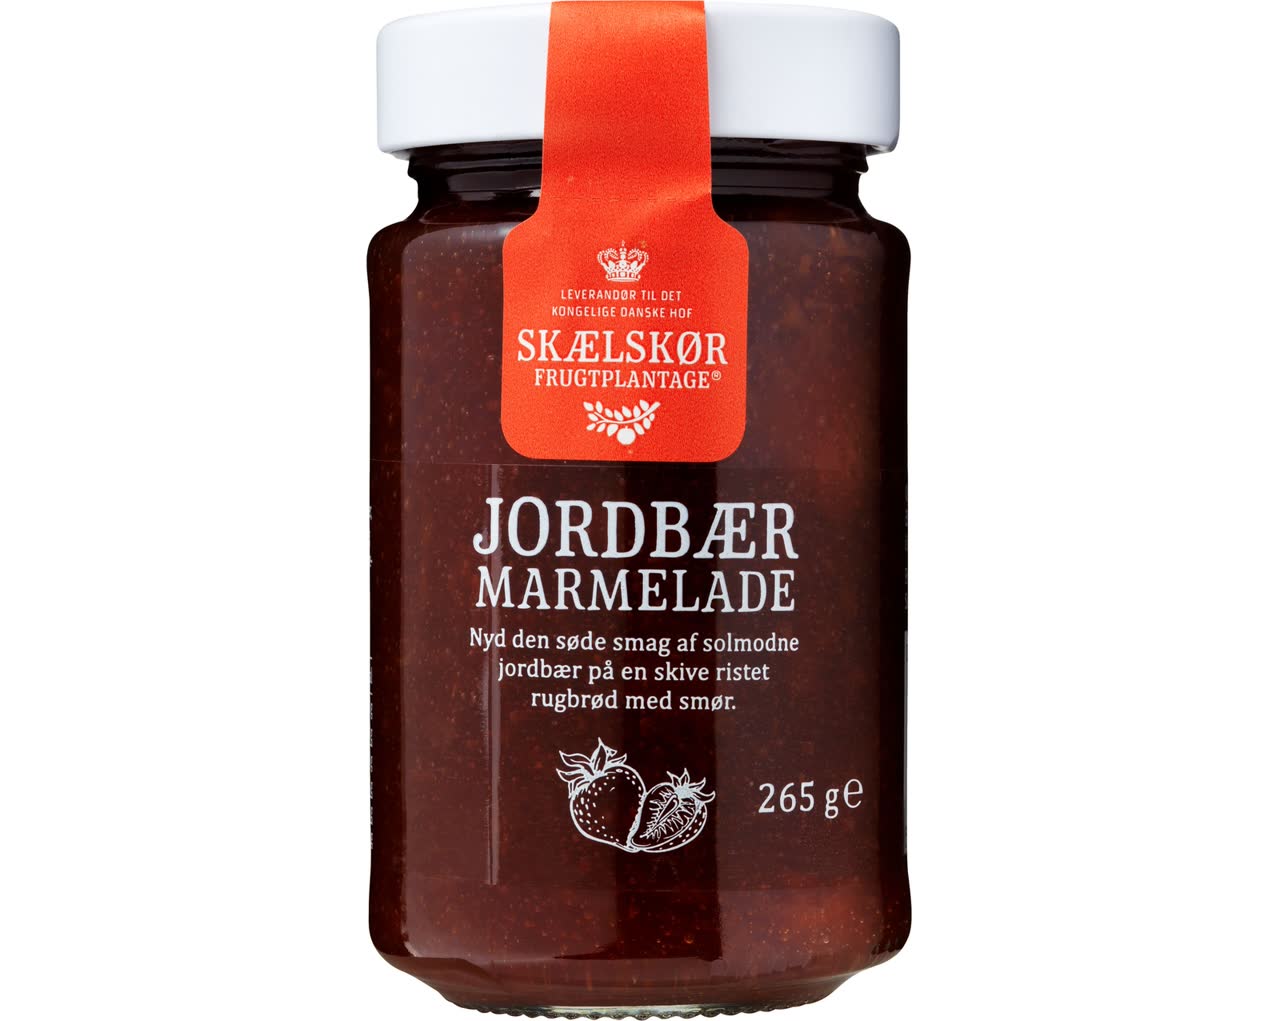 LEVERANDØR TIL DET
KONGELIGE DANSKE HOF
SKÆLSKØR
FRUGTPLANTAGE®
JORDBÆR
MARMELADE
Nyd den søde smag af solmodne
jordbær på en skive ristet
rugbrød med smør.
265 g℮